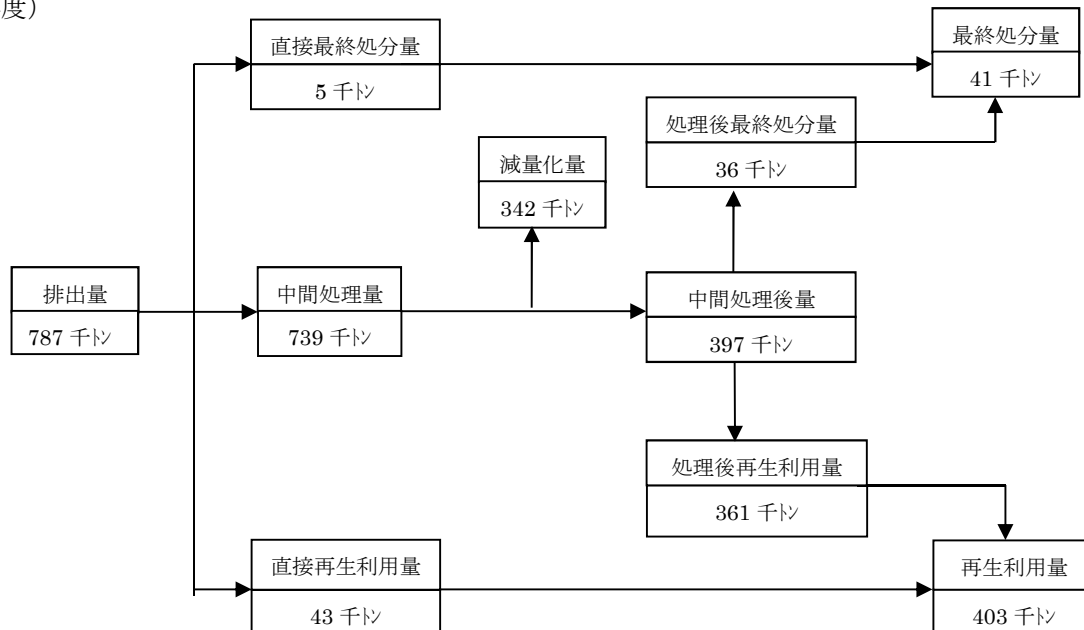 度）
直接最終処分量
5 千㌧
最終処分量
41 千㌧
処理後最終処分量
36 千㌧
減量化量
342 千㌧
排出量
787 千㌧
中間処理量
739 千㌧
中間処理後量
397 千㌧
処理後再生利用量
361 千㌧
直接再生利用量
43 千㌧
再生利用量
403 千㌧